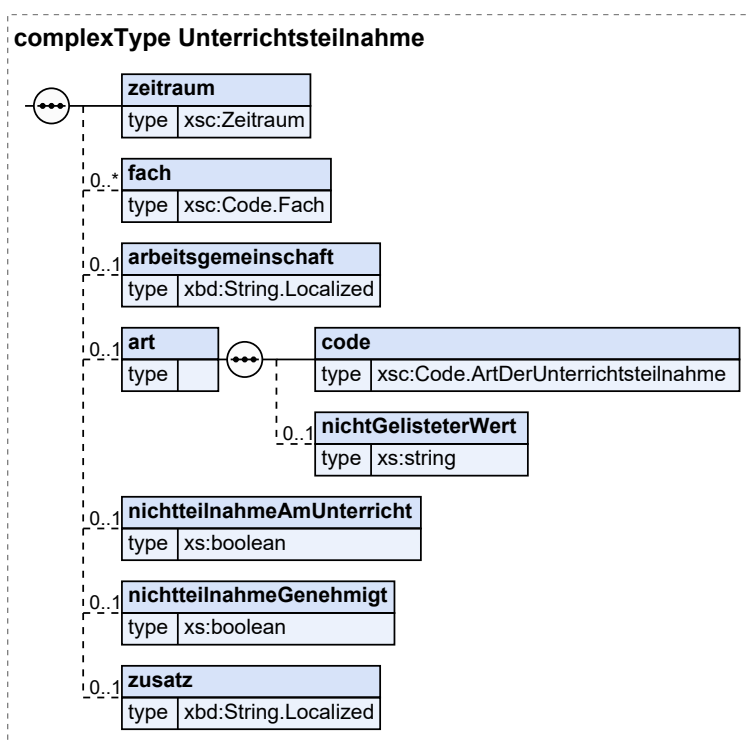 complexType Unterrichtsteilnahme
zeitraum
type xsc:Zeitraum
0..* fach
type xsc:Code.Fach
0..1 arbeitsgemeinschaft
type xbd:String.Localized
0..1 art code
type type xsc:Code.ArtDerUnterrichtsteilnahme
0..1 nichtGelisteterWert
type xs:string
0..1 nichtteilnahmeAmUnterricht
type xs:boolean
0..1 nichtteilnahmeGenehmigt
type xs:boolean
0..1 zusatz
type xbd:String.Localized